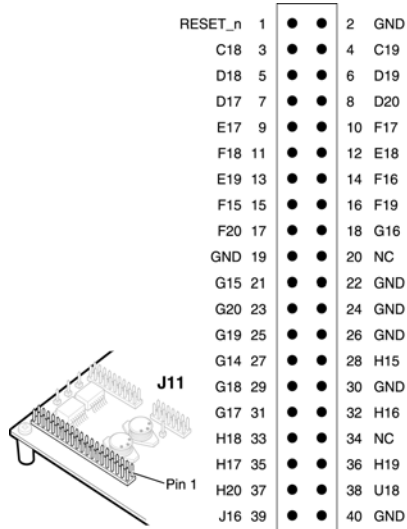 RESET_n 1 2 GND
C18 3 4 C19
D18 5 6 D19
D17 7 8 D20
E17 9 10 F17
F18 11 12 E18
E19 13 14 F16
F15 15 16 F19
F20 17 18 G16
GND 19 20 NC
G15 21 22 GND
G20 23 24 GND
G19 25 26 GND
G14 27 28 H15
G18 29 30 GND
G17 31 32 H16
H18 33 34 NC
H17 35 36 H19
H20 37 38 U18
J16 39 40 GND
J11
Pin 1